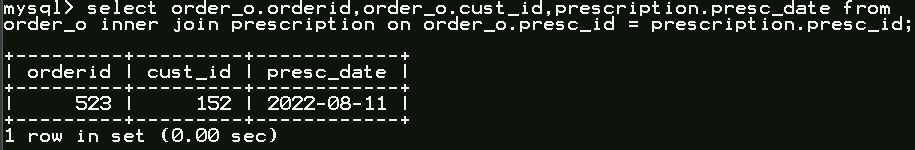 mysql> select order_o.orderid,order_o.cust_id,prescription.presc_date from
order_o inner join prescription on order_o.presc_id = prescription.presc_id;
+---------+---------+------------+
| orderid | cust_id | presc_date |
+---------+---------+------------+
|     523 |     152 | 2022-08-11 |
+---------+---------+------------+
1 row in set (0.00 sec)